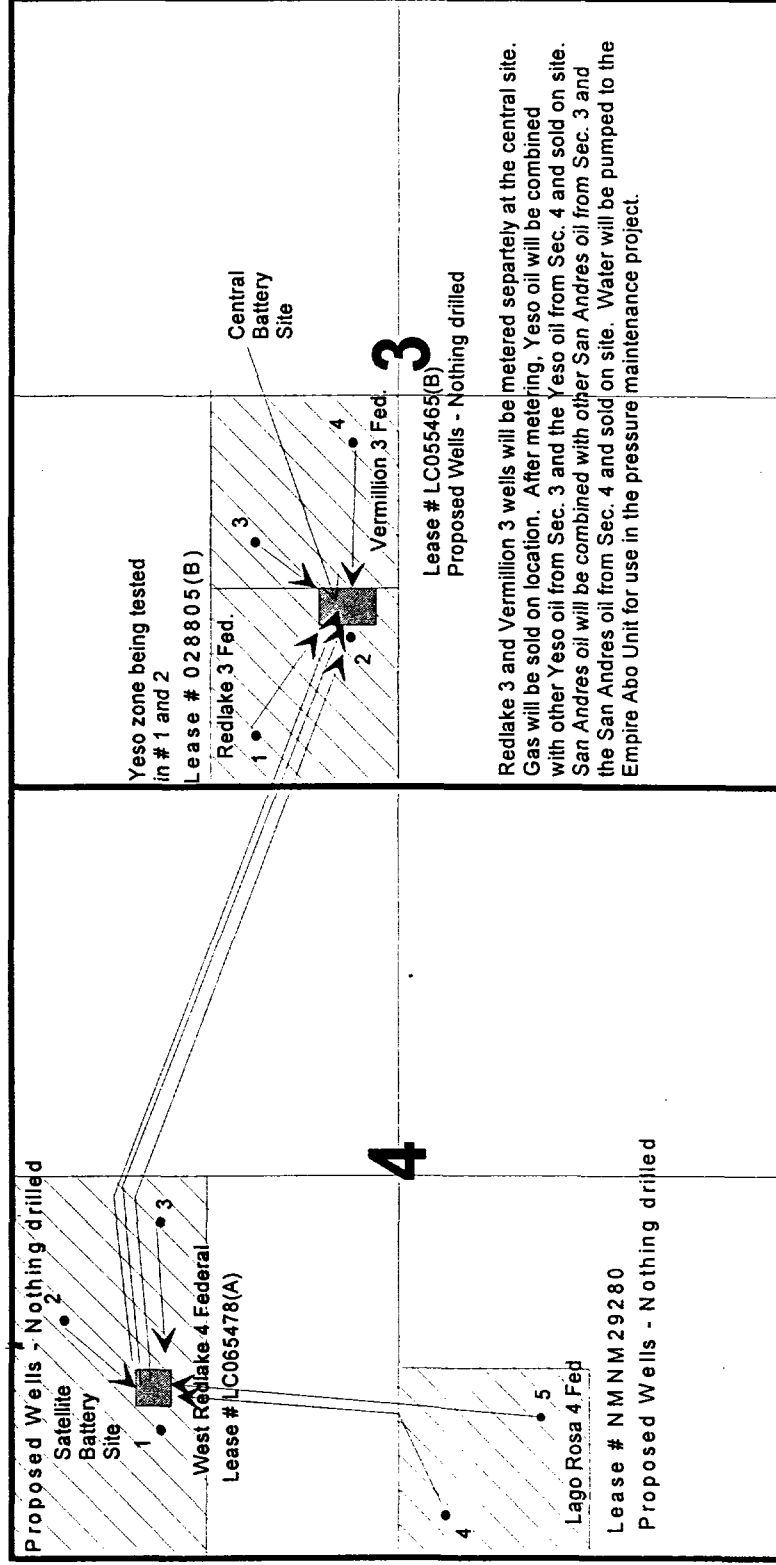 Proposed Wells - Nothing drilled
Satellite
Battery
Site
1
2
3
West Redlake 4 Federal
Lease # LC065478(A)
4
4
5
Lago Rosa 4 Fed
Lease # NMNM29280
Proposed Wells - Nothing drilled
Yeso zone being tested
in # 1 and 2
Lease # 028805(B)
Redlake 3 Fed.
1
2
3
4
Central
Battery
Site
Vermillion 3 Fed.
3
Lease # LC055465(B)
Proposed Wells - Nothing drilled
Redlake 3 and Vermillion 3 wells will be metered separtely at the central site.
Gas will be sold on location. After metering, Yeso oil will be combined
with other Yeso oil from Sec. 3 and the Yeso oil from Sec. 4 and sold on site.
San Andres oil will be combined with other San Andres oil from Sec. 3 and
the San Andres oil from Sec. 4 and sold on site. Water will be pumped to the
Empire Abo Unit for use in the pressure maintenance project.